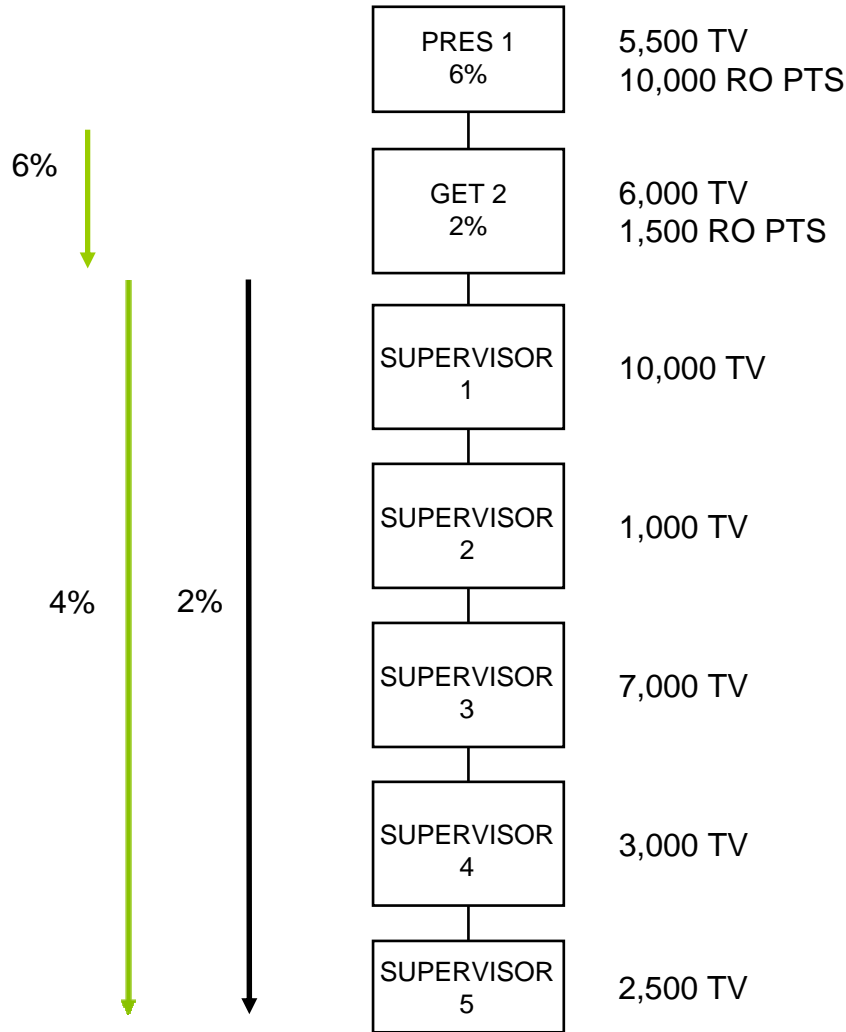 PRES 1
6%
5,500 TV
10,000 RO PTS
6%
GET 2
2%
6,000 TV
1,500 RO PTS
SUPERVISOR
1
10,000 TV
SUPERVISOR
2
1,000 TV
4%
2%
SUPERVISOR
3
7,000 TV
SUPERVISOR
4
3,000 TV
SUPERVISOR
5
2,500 TV